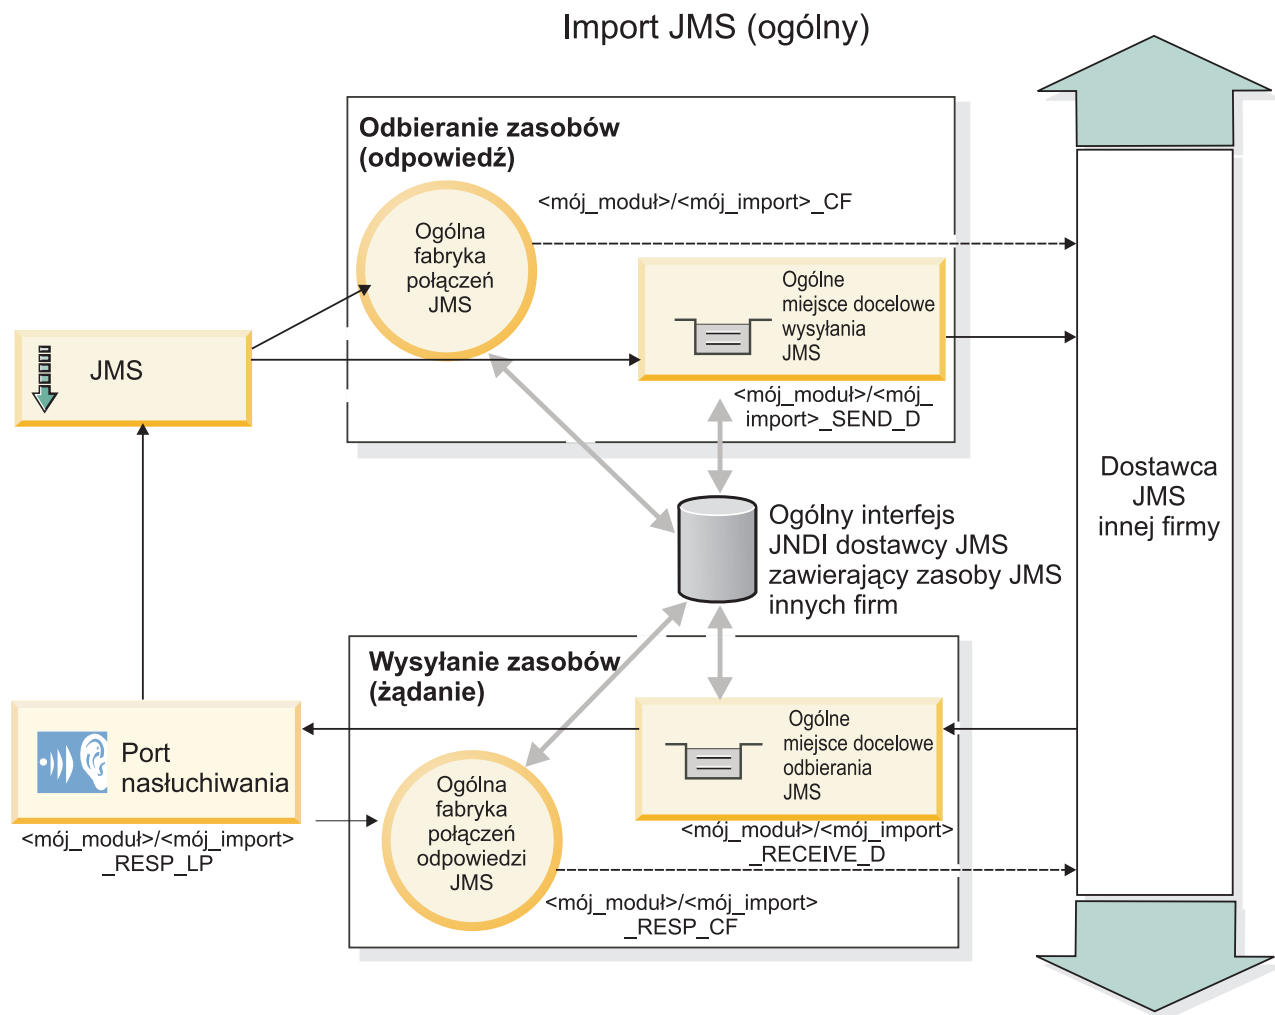 Import JMS (ogólny)
Odbieranie zasobów
(odpowiedź)
<mój_moduł>/<mój_import>_CF
Ogólna
fabryka
połączeń
JMS
Ogólne
miejsce docelowe
wysyłania
JMS
JMS
<mój_moduł>/<mój_
import>_SEND_D
Dostawca
JMS
innej firmy
Ogólny interfejs
JNDI dostawcy JMS
zawierający zasoby JMS
innych firm
Wysyłanie zasobów
(żądanie)
Ogólne
miejsce docelowe
odbierania
JMS
Port
nasłuchiwania
Ogólna
fabryka
połączeń
odpowiedzi
JMS
<mój_moduł>/<mój_import>
_RESP_LP
<mój_moduł>/<mój_import>
_RECEIVE_D
<mój_moduł>/<mój_import>
_RESP_CF